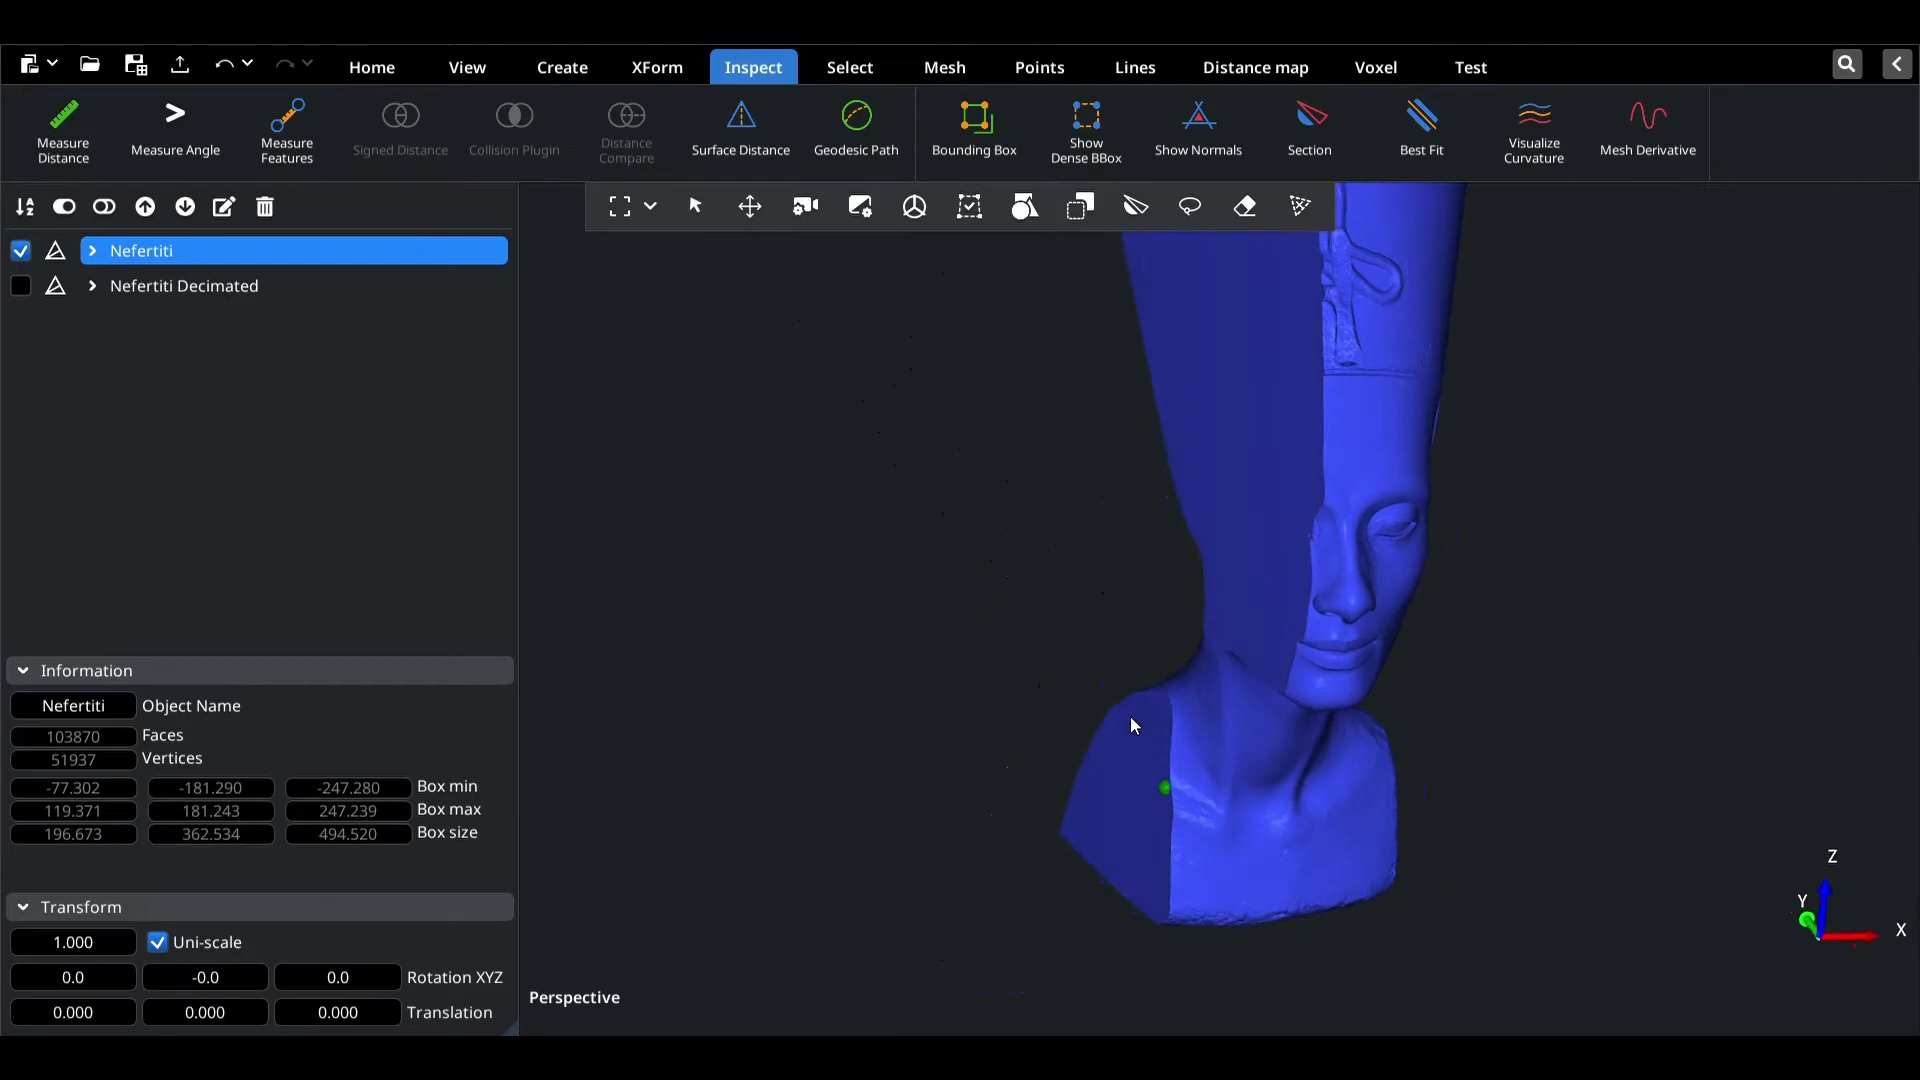 Home View Create XForm Inspect Select Mesh Points Lines Distance map Voxel Test
Measure Distance
Measure Angle
Measure Features
Signed Distance
Collision Plugin
Distance Compare
Surface Distance
Geodesic Path
Bounding Box
Show Dense BBox
Show Normals
Section
Best Fit
Visualize Curvature
Mesh Derivative
Nefertiti
Nefertiti Decimated
Information
Nefertiti Object Name
103870 Faces
51937 Vertices
-77.302 -181.290 -247.280 Box min
119.371 181.243 247.239 Box max
196.673 362.534 494.520 Box size
Transform
1.000 Uni-scale
0.0 -0.0 0.0 Rotation XYZ
0.000 0.000 0.000 Translation
Perspective
Z
Y
X